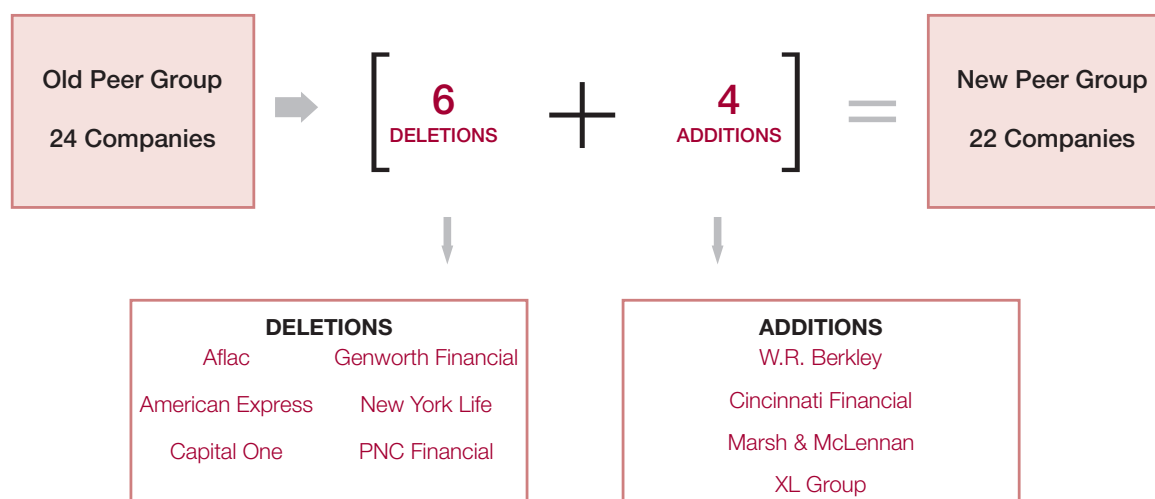 Old Peer Group
24 Companies
6
DELETIONS
4
ADDITIONS
New Peer Group
22 Companies
DELETIONS
Aflac
Genworth Financial
American Express
New York Life
Capital One
PNC Financial
ADDITIONS
W.R. Berkley
Cincinnati Financial
Marsh & McLennan
XL Group